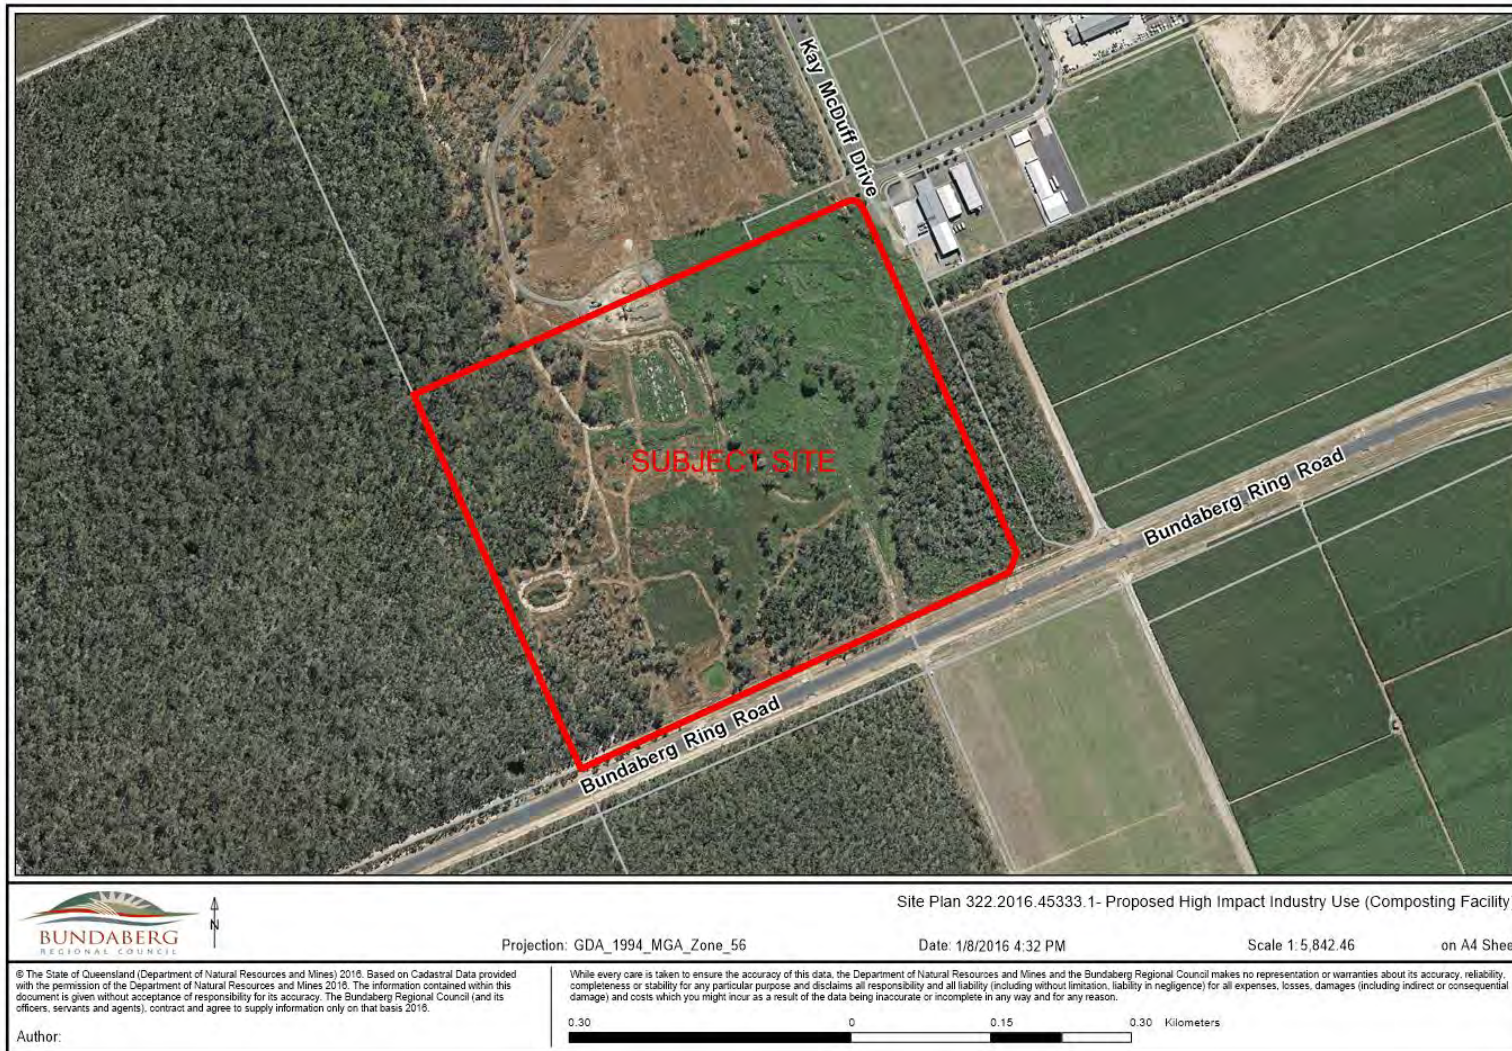 Kay McDuff Drive
SUBJECT SITE
Bundaberg Ring Road
Bundaberg Ring Road
BUNDABERG
REGIONAL COUNCIL
N
Site Plan 322.2016.45333.1- Proposed High Impact Industry Use (Composting Facility
Projection: GDA_1994_MGA_Zone_56
Date: 1/8/2016 4:32 PM
Scale 1:5,842.46
on A4 Shee
© The State of Queensland (Department of Natural Resources and Mines) 2016. Based on Cadastral Data provided
with the permission of the Department of Natural Resources and Mines 2016. The information contained within this
document is given without acceptance of responsibility for its accuracy. The Bundaberg Regional Council (and its
officers, servants and agents), contract and agree to supply information only on that basis 2016.
Author:
While every care is taken to ensure the accuracy of this data, the Department of Natural Resources and Mines and the Bundaberg Regional Council makes no representation or warranties about its accuracy, reliability,
completeness or stability for any particular purpose and disclaims all responsibility and all liability (including without limitation, liability in negligence) for all expenses, losses, damages (including indirect or consequential
damage) and costs which you might incur as a result of the data being inaccurate or incomplete in any way and for any reason.
0.30 0 0.15 0.30 Kilometers